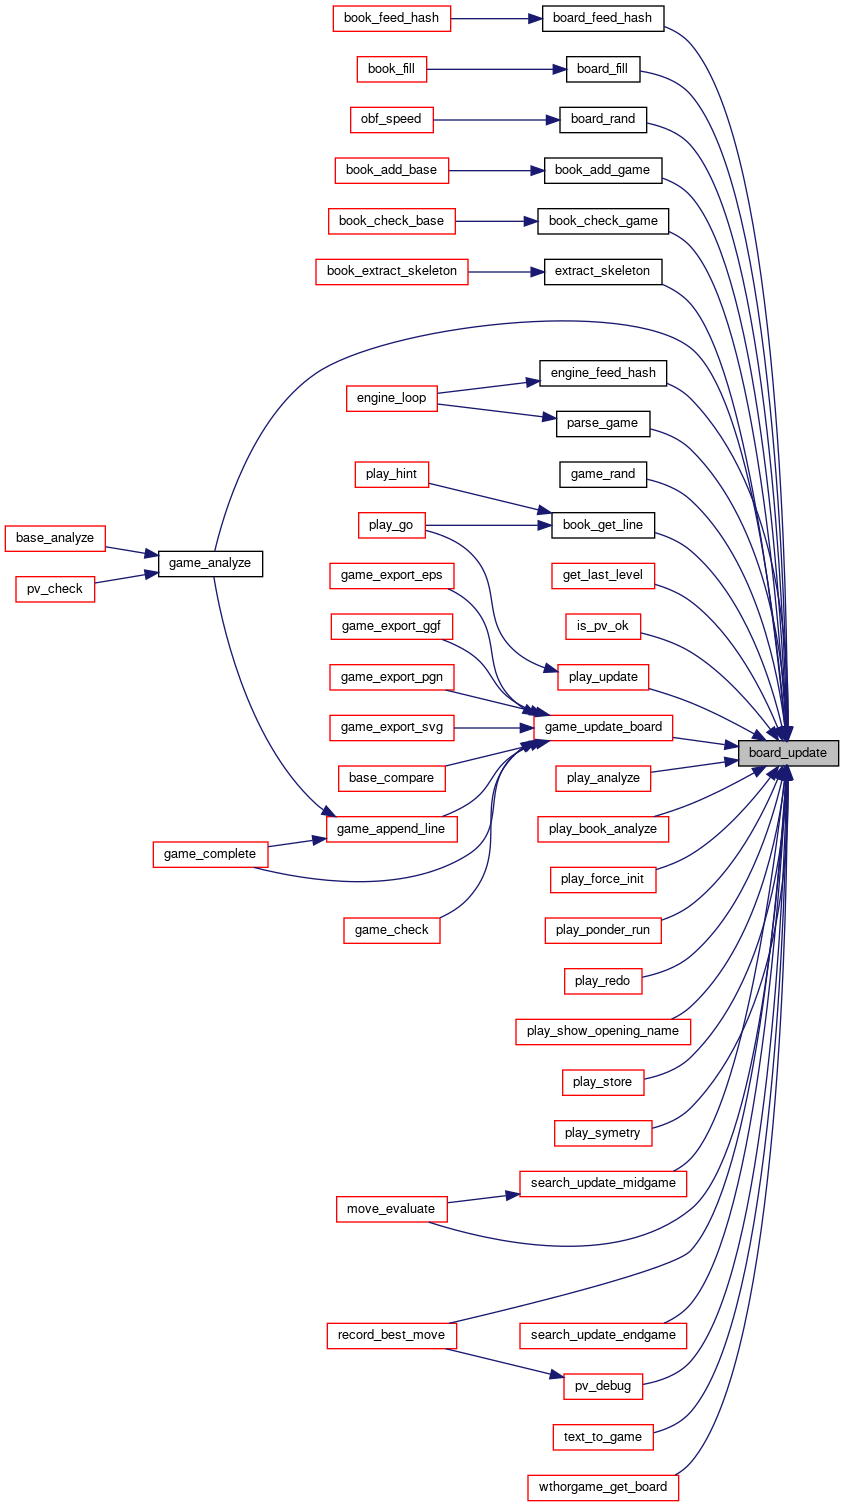 book_feed_hash
board_feed_hash
book_fill
board_fill
obf_speed
board_rand
book_add_base
book_add_game
book_check_base
book_check_game
book_extract_skeleton
extract_skeleton
engine_feed_hash
engine_loop
parse_game
play_hint
game_rand
base_analyze
play_go
book_get_line
game_analyze
pv_check
game_export_eps
get_last_level
game_export_ggf
is_pv_ok
game_export_pgn
play_update
game_export_svg
game_update_board
board_update
base_compare
play_analyze
game_append_line
play_book_analyze
game_complete
play_force_init
game_check
play_ponder_run
play_redo
play_show_opening_name
play_store
play_symetry
search_update_midgame
move_evaluate
record_best_move
search_update_endgame
pv_debug
text_to_game
wthorgame_get_board